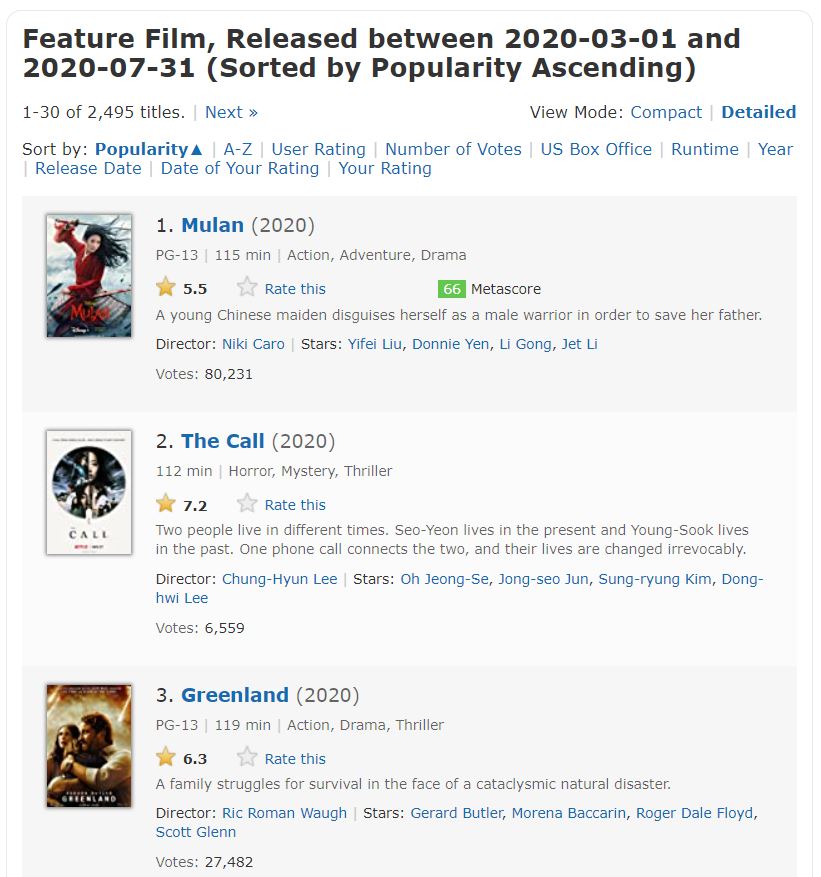 Feature Film, Released between 2020-03-01 and
2020-07-31 (Sorted by Popularity Ascending)
1-30 of 2,495 titles. | Next » View Mode: Compact | Detailed
Sort by: Popularity▲ | A-Z | User Rating | Number of Votes | US Box Office | Runtime | Year
| Release Date | Date of Your Rating | Your Rating
1. Mulan (2020)
PG-13 | 115 min | Action, Adventure, Drama
5.5 Rate this 66 Metascore
A young Chinese maiden disguises herself as a male warrior in order to save her father.
Director: Niki Caro | Stars: Yifei Liu, Donnie Yen, Li Gong, Jet Li
Votes: 80,231
MULAN
Disney+
2. The Call (2020)
112 min | Horror, Mystery, Thriller
7.2 Rate this
Two people live in different times. Seo-Yeon lives in the present and Young-Sook lives
in the past. One phone call connects the two, and their lives are changed irrevocably.
Director: Chung-Hyun Lee | Stars: Oh Jeong-Se, Jong-seo Jun, Sung-ryung Kim, Dong-
hwi Lee
Votes: 6,559
CALL
3. Greenland (2020)
PG-13 | 119 min | Action, Drama, Thriller
6.3 Rate this
A family struggles for survival in the face of a cataclysmic natural disaster.
Director: Ric Roman Waugh | Stars: Gerard Butler, Morena Baccarin, Roger Dale Floyd,
Scott Glenn
Votes: 27,482
GERARD BUTLER
GREENLAND